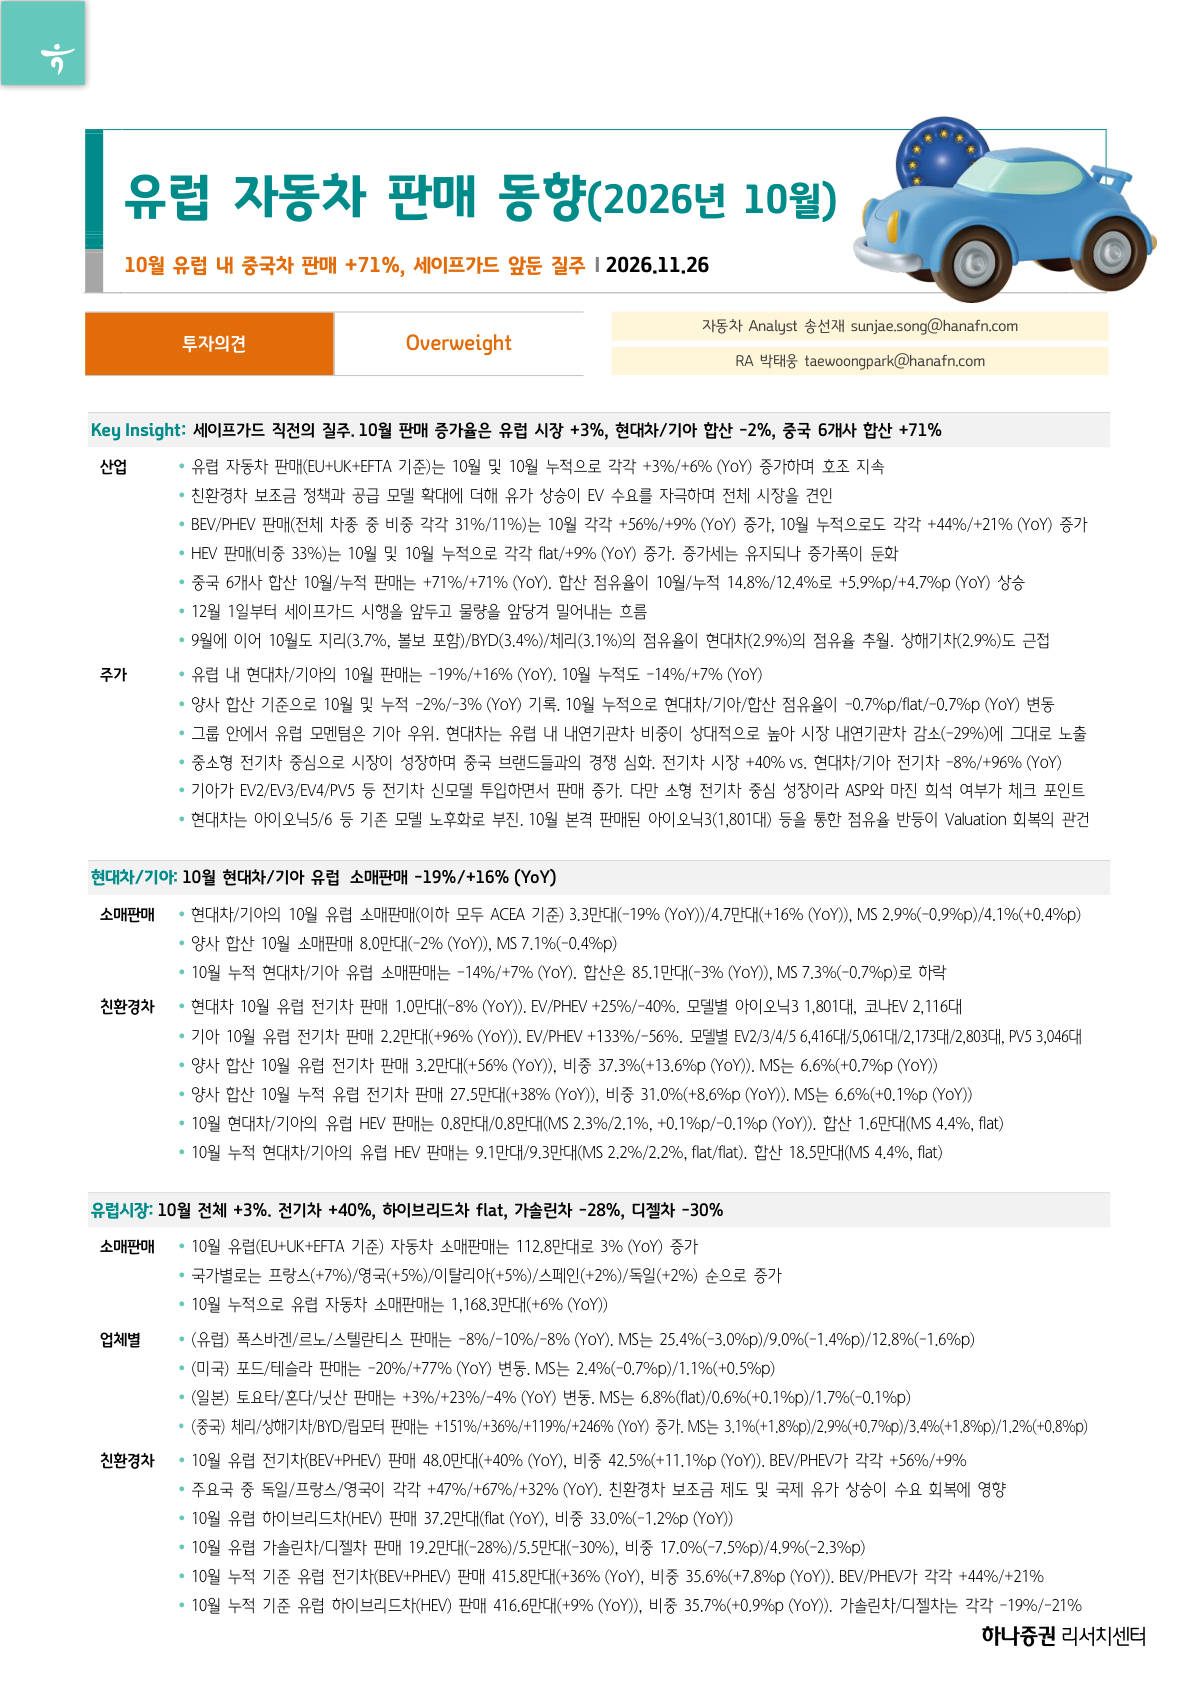 유럽 자동차 판매 동향(2026년 10월)
10월 유럽 내 중국차 판매 +71%, 세이프가드 앞둔 질주 | 2026.11.26
투자의견
Overweight
자동차 Analyst 송선재 sunjae.song@hanafn.com
RA 박태웅 taewoongpark@hanafn.com
Key Insight: 세이프가드 직전의 질주. 10월 판매 증가율은 유럽 시장 +3%, 현대차/기아 합산 -2%, 중국 6개사 합산 +71%
산업 • 유럽 자동차 판매(EU+UK+EFTA 기준)는 10월 및 10월 누적으로 각각 +3%/+6% (YoY) 증가하며 호조 지속
• 친환경차 보조금 정책과 공급 모델 확대에 더해 유가 상승이 EV 수요를 자극하며 전체 시장을 견인
• BEV/PHEV 판매(전체 차종 중 비중 각각 31%/11%)는 10월 각각 +56%/+9% (YoY) 증가, 10월 누적으로도 각각 +44%/+21% (YoY) 증가
• HEV 판매(비중 33%)는 10월 및 10월 누적으로 각각 flat/+9% (YoY) 증가. 증가세는 유지되나 증가폭이 둔화
• 중국 6개사 합산 10월/누적 판매는 +71%/+71% (YoY). 합산 점유율이 10월/누적 14.8%/12.4%로 +5.9%p/+4.7%p (YoY) 상승
• 12월 1일부터 세이프가드 시행을 앞두고 물량을 앞당겨 밀어내는 흐름
• 9월에 이어 10월도 지리(3.7%, 볼보 포함)/BYD(3.4%)/체리(3.1%)의 점유율이 현대차(2.9%)의 점유율 추월. 상해기차(2.9%)도 근접
주가 • 유럽 내 현대차/기아의 10월 판매는 -19%/+16% (YoY). 10월 누적도 -14%/+7% (YoY)
• 양사 합산 기준으로 10월 및 누적 -2%/-3% (YoY) 기록. 10월 누적으로 현대차/기아/합산 점유율이 -0.7%p/flat/-0.7%p (YoY) 변동
• 그룹 안에서 유럽 모멘텀은 기아 우위. 현대차는 유럽 내 내연기관차 비중이 상대적으로 높아 시장 내연기관차 감소(-29%)에 그대로 노출
• 중소형 전기차 중심으로 시장이 성장하며 중국 브랜드들과의 경쟁 심화. 전기차 시장 +40% vs. 현대차/기아 전기차 -8%/+96% (YoY)
• 기아가 EV2/EV3/EV4/PV5 등 전기차 신모델 투입하면서 판매 증가. 다만 소형 전기차 중심 성장이라 ASP와 마진 희석 여부가 체크 포인트
• 현대차는 아이오닉5/6 등 기존 모델 노후화로 부진. 10월 본격 판매된 아이오닉3(1,801대) 등을 통한 점유율 반등이 Valuation 회복의 관건
현대차/기아: 10월 현대차/기아 유럽 소매판매 -19%/+16% (YoY)
소매판매 • 현대차/기아의 10월 유럽 소매판매(이하 모두 ACEA 기준) 3.3만대(-19% (YoY))/4.7만대(+16% (YoY)), MS 2.9%(-0.9%p)/4.1%(+0.4%p)
• 양사 합산 10월 소매판매 8.0만대(-2% (YoY)), MS 7.1%(-0.4%p)
• 10월 누적 현대차/기아 유럽 소매판매는 -14%/+7% (YoY). 합산은 85.1만대(-3% (YoY)), MS 7.3%(-0.7%p)로 하락
친환경차 • 현대차 10월 유럽 전기차 판매 1.0만대(-8% (YoY)). EV/PHEV +25%/-40%. 모델별 아이오닉3 1,801대, 코나EV 2,116대
• 기아 10월 유럽 전기차 판매 2.2만대(+96% (YoY)). EV/PHEV +133%/-56%. 모델별 EV2/3/4/5 6,416대/5,061대/2,173대/2,803대, PV5 3,046대
• 양사 합산 10월 유럽 전기차 판매 3.2만대(+56% (YoY)), 비중 37.3%(+13.6%p (YoY)). MS는 6.6%(+0.7%p (YoY))
• 양사 합산 10월 누적 유럽 전기차 판매 27.5만대(+38% (YoY)), 비중 31.0%(+8.6%p (YoY)). MS는 6.6%(+0.1%p (YoY))
• 10월 현대차/기아의 유럽 HEV 판매는 0.8만대/0.8만대(MS 2.3%/2.1%, +0.1%p/-0.1%p (YoY)). 합산 1.6만대(MS 4.4%, flat)
• 10월 누적 현대차/기아의 유럽 HEV 판매는 9.1만대/9.3만대(MS 2.2%/2.2%, flat/flat). 합산 18.5만대(MS 4.4%, flat)
유럽시장: 10월 전체 +3%. 전기차 +40%, 하이브리드차 flat, 가솔린차 -28%, 디젤차 -30%
소매판매 • 10월 유럽(EU+UK+EFTA 기준) 자동차 소매판매는 112.8만대로 3% (YoY) 증가
• 국가별로는 프랑스(+7%)/영국(+5%)/이탈리아(+5%)/스페인(+2%)/독일(+2%) 순으로 증가
• 10월 누적으로 유럽 자동차 소매판매는 1,168.3만대(+6% (YoY))
업체별 • (유럽) 폭스바겐/르노/스텔란티스 판매는 -8%/-10%/-8% (YoY). MS는 25.4%(-3.0%p)/9.0%(-1.4%p)/12.8%(-1.6%p)
• (미국) 포드/테슬라 판매는 -20%/+77% (YoY) 변동. MS는 2.4%(-0.7%p)/1.1%(+0.5%p)
• (일본) 토요타/혼다/닛산 판매는 +3%/+23%/-4% (YoY) 변동. MS는 6.8%(flat)/0.6%(+0.1%p)/1.7%(-0.1%p)
• (중국) 체리/상해기차/BYD/립모터 판매는 +151%/+36%/+119%/+246% (YoY) 증가. MS는 3.1%(+1.8%p)/2.9%(+0.7%p)/3.4%(+1.8%p)/1.2%(+0.8%p)
친환경차 • 10월 유럽 전기차(BEV+PHEV) 판매 48.0만대(+40% (YoY), 비중 42.5%(+11.1%p (YoY)). BEV/PHEV가 각각 +56%/+9%
• 주요국 중 독일/프랑스/영국이 각각 +47%/+67%/+32% (YoY). 친환경차 보조금 제도 및 국제 유가 상승이 수요 회복에 영향
• 10월 유럽 하이브리드차(HEV) 판매 37.2만대(flat (YoY), 비중 33.0%(-1.2%p (YoY))
• 10월 유럽 가솔린차/디젤차 판매 19.2만대(-28%)/5.5만대(-30%), 비중 17.0%(-7.5%p)/4.9%(-2.3%p)
• 10월 누적 기준 유럽 전기차(BEV+PHEV) 판매 415.8만대(+36% (YoY), 비중 35.6%(+7.8%p (YoY)). BEV/PHEV가 각각 +44%/+21%
• 10월 누적 기준 유럽 하이브리드차(HEV) 판매 416.6만대(+9% (YoY)), 비중 35.7%(+0.9%p (YoY)). 가솔린차/디젤차는 각각 -19%/-21%
하나증권 리서치센터